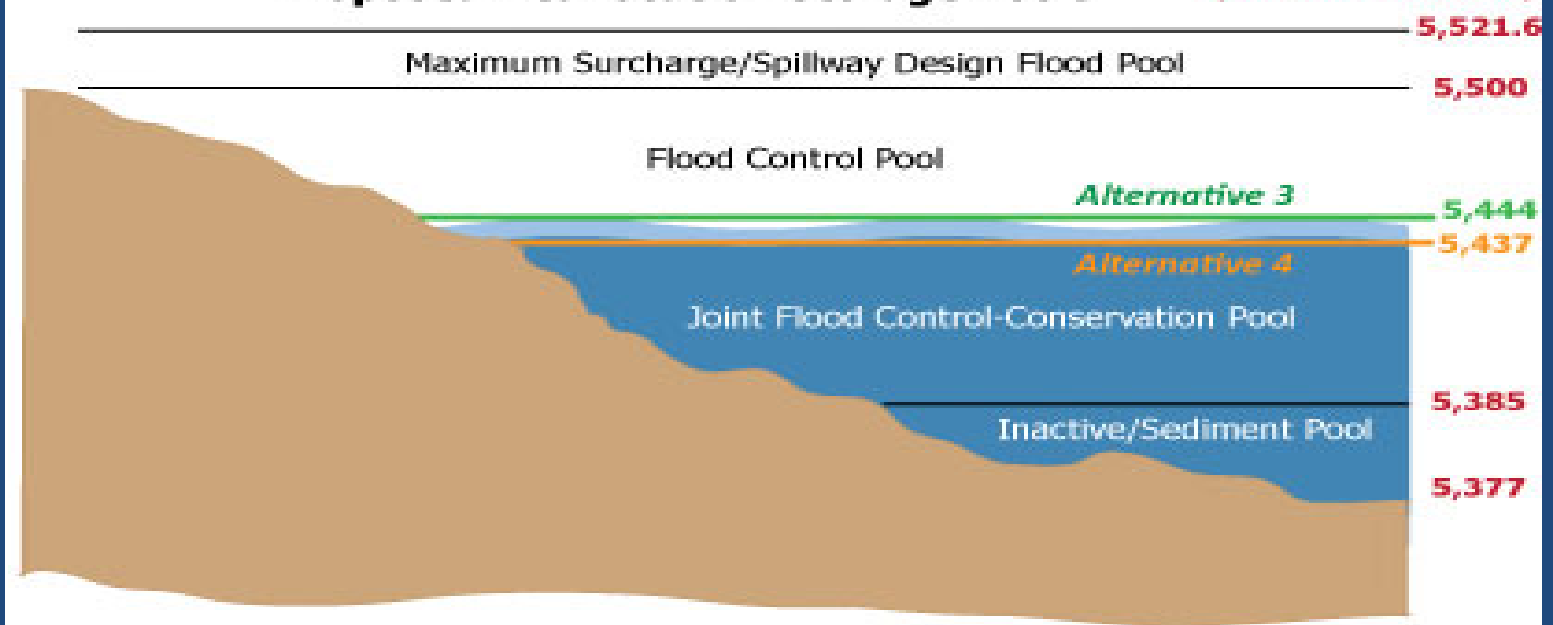 5,521.6
Maximum Surcharge/Spillway Design Flood Pool
5,500
Flood Control Pool
Alternative 3
5,444
5,437
Alternative 4
Joint Flood Control-Conservation Pool
5,385
Inactive/Sediment Pool
5,377